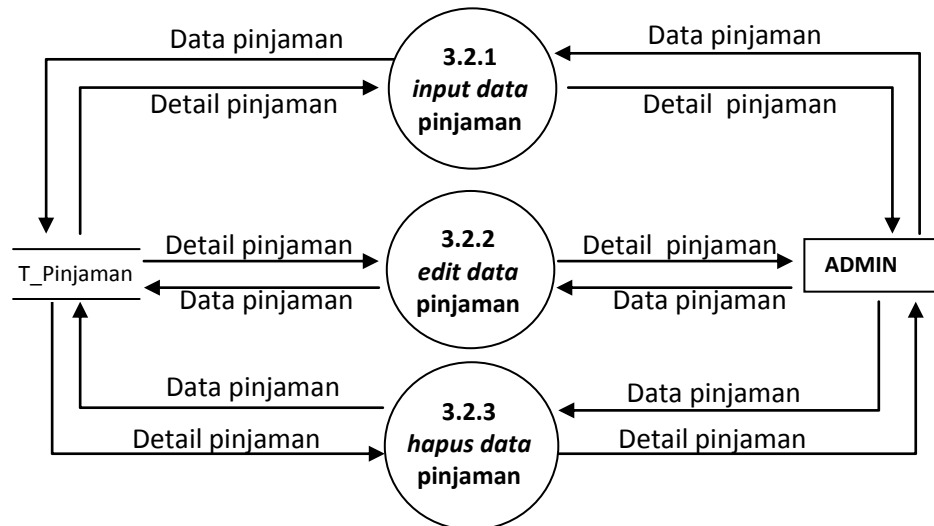 Data pinjaman
Data pinjaman
3.2.1
input data
pinjaman
Detail pinjaman
Detail pinjaman
Detail pinjaman
Detail pinjaman
3.2.2
edit data
pinjaman
T_Pinjaman
ADMIN
Data pinjaman
Data pinjaman
Data pinjaman
Data pinjaman
3.2.3
hapus data
pinjaman
Detail pinjaman
Detail pinjaman